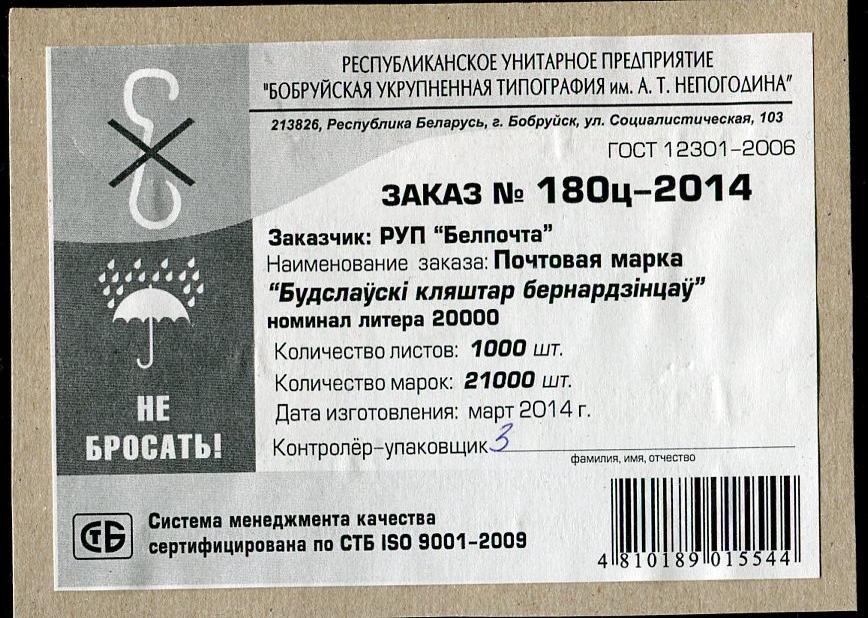 РЕСПУБЛИКАНСКОЕ УНИТАРНОЕ ПРЕДПРИЯТИЕ
"БОБРУЙСКАЯ УКРУПНЕННАЯ ТИПОГРАФИЯ им. А. Т. НЕПОГОДИНА"
213826, Республика Беларусь, г. Бобруйск, ул. Социалистическая, 103
ГОСТ 12301-2006
ЗАКАЗ № 180ц-2014
Заказчик: РУП "Белпочта"
Наименование заказа: Почтовая марка
"Будслаўскі кляштар бернардзінцаў"
номинал литера 20000
Количество листов: 1000 шт.
Количество марок: 21000 шт.
Дата изготовления: март 2014 г.
Контролёр-упаковщик 3
фамилия, имя, отчество
НЕ
БРОСАТЬ!
СТБ
Система менеджмента качества
сертифицирована по СТБ ISO 9001-2009
4 810189 015544